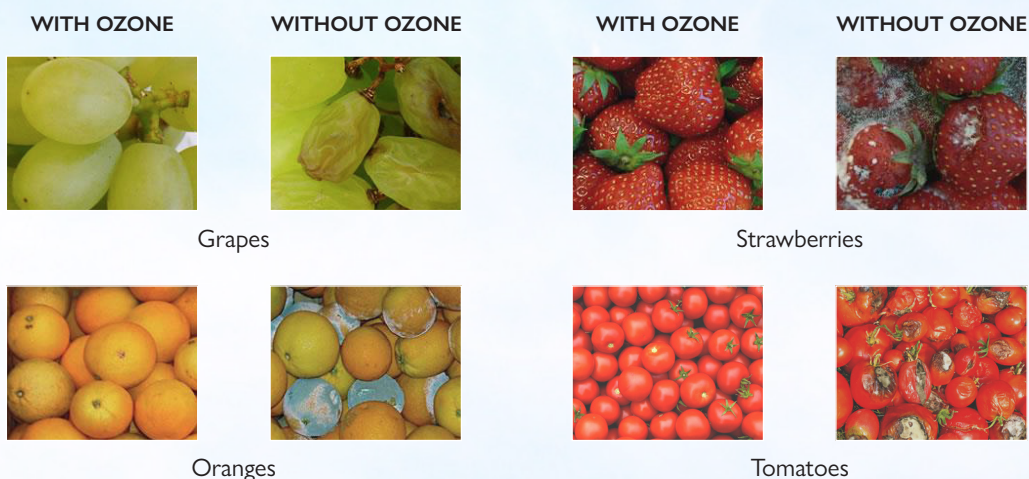 WITH OZONE WITHOUT OZONE WITH OZONE WITHOUT OZONE
Grapes Strawberries
Oranges Tomatoes